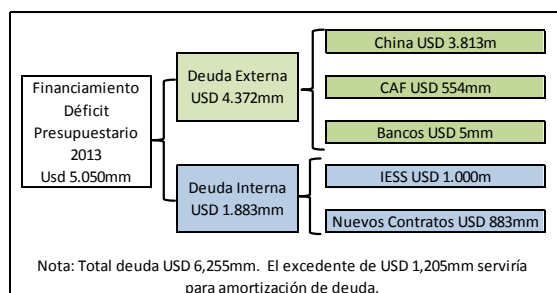 Financiamiento
Déficit
Presupuestario
2013
Usd 5.050mm
Deuda Externa
USD 4.372mm
China USD 3.813m
CAF USD 554mm
Bancos USD 5mm
Deuda Interna
USD 1.883mm
IESS USD 1.000m
Nuevos Contratos USD 883mm
Nota: Total deuda USD 6,255mm. El excedente de USD 1,205mm serviría
para amortización de deuda.